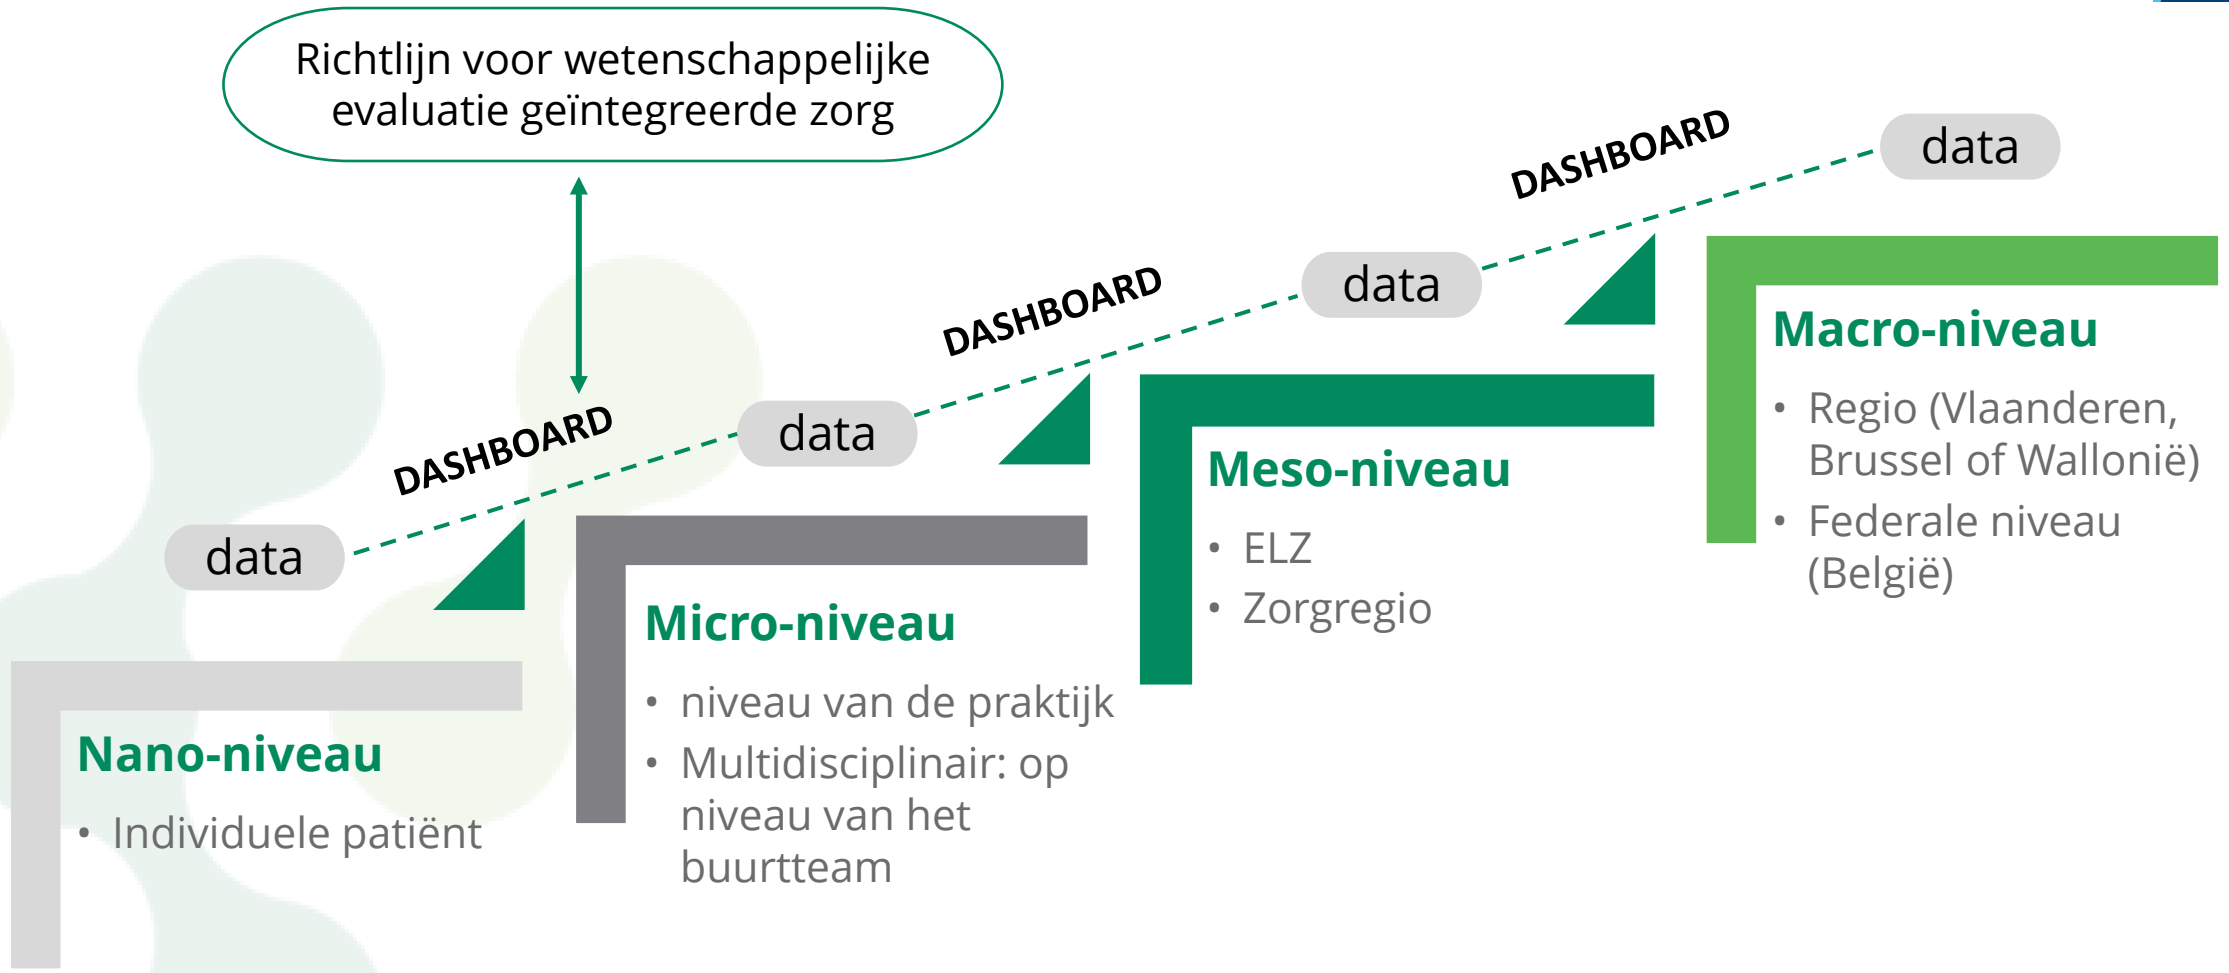 Richtlijn voor wetenschappelijke
evaluatie geïntegreerde zorg
DASHBOARD
data
DASHBOARD
data
DASHBOARD
data
data
Nano-niveau
• Individuele patiënt
Micro-niveau
• niveau van de praktijk
• Multidisciplinair: op
niveau van het
buurtteam
Meso-niveau
• ELZ
• Zorgregio
Macro-niveau
• Regio (Vlaanderen,
Brussel of Wallonië)
• Federale niveau
(België)